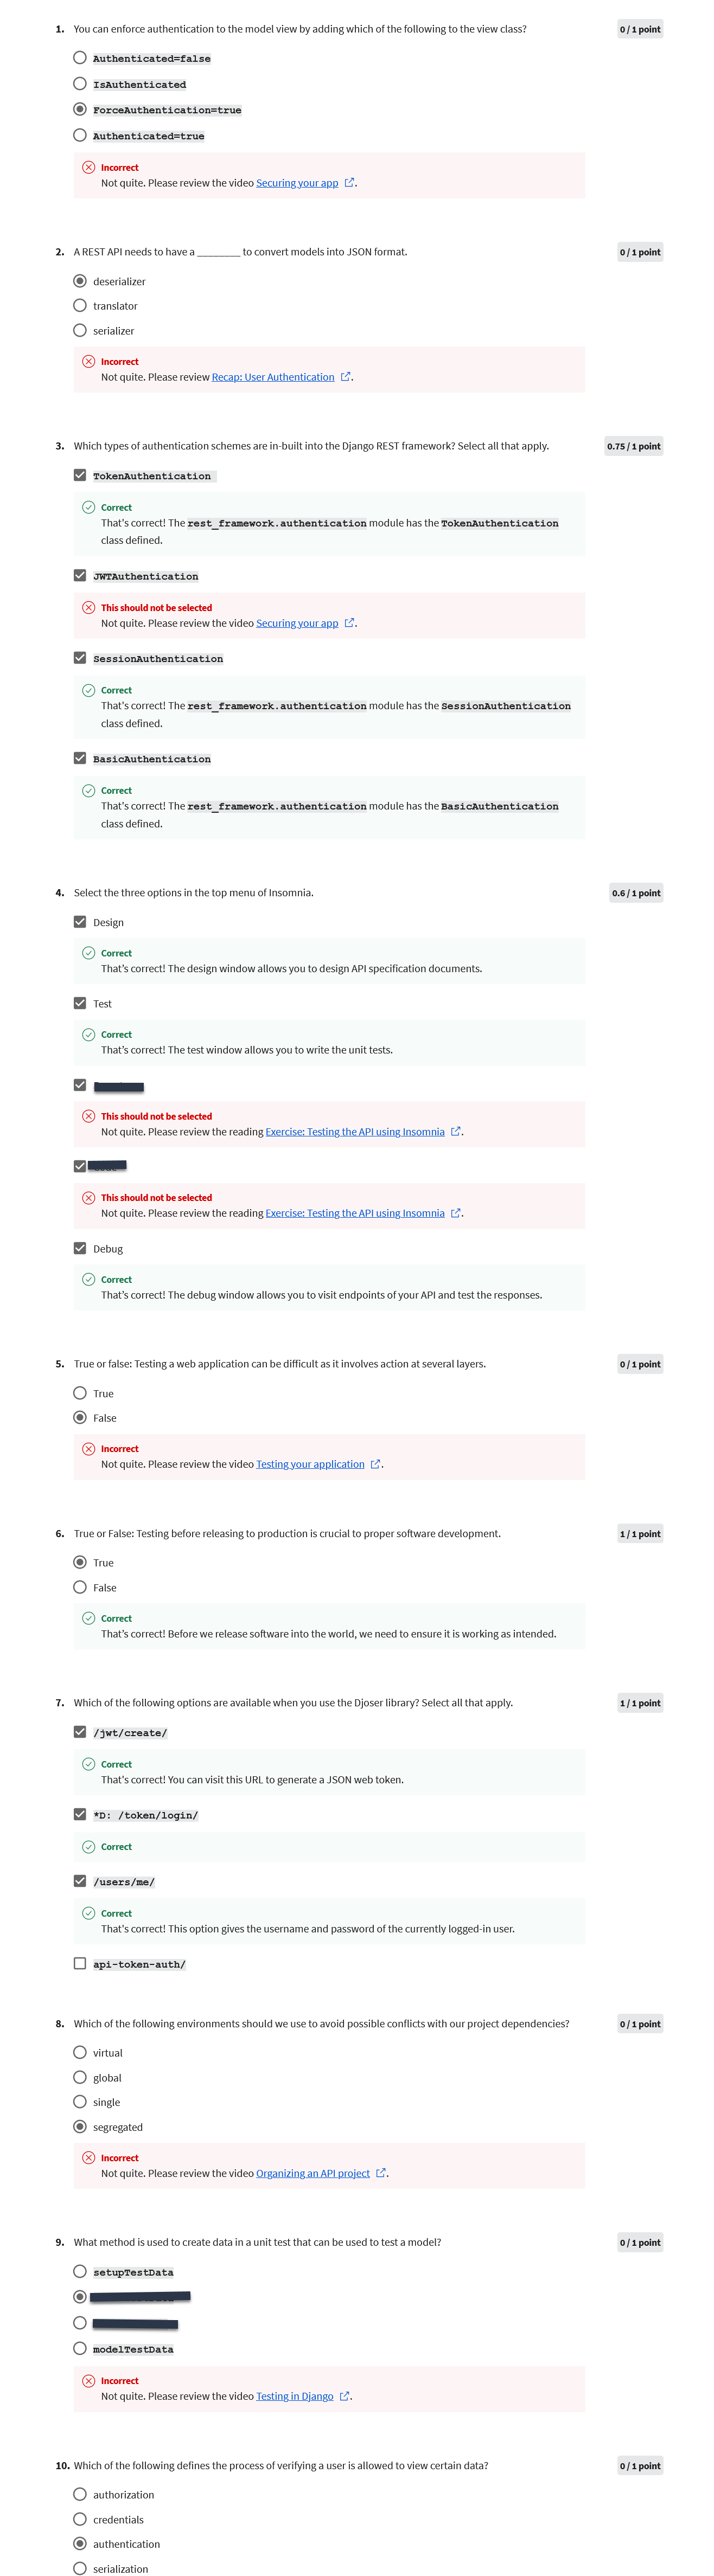 1. You can enforce authentication to the model view by adding which of the following to the view class?
0 / 1 point
Authenticated=false
IsAuthenticated
ForceAuthentication=true
Authenticated=true
Incorrect
Not quite. Please review the video Securing your app.
2. A REST API needs to have a ________ to convert models into JSON format.
0 / 1 point
deserializer
translator
serializer
Incorrect
Not quite. Please review Recap: User Authentication.
3. Which types of authentication schemes are in-built into the Django REST framework? Select all that apply.
0.75 / 1 point
TokenAuthentication
Correct
That's correct! The rest_framework.authentication module has the TokenAuthentication
class defined.
JWTAuthentication
This should not be selected
Not quite. Please review the video Securing your app.
SessionAuthentication
Correct
That's correct! The rest_framework.authentication module has the SessionAuthentication
class defined.
BasicAuthentication
Correct
That's correct! The rest_framework.authentication module has the BasicAuthentication
class defined.
4. Select the three options in the top menu of Insomnia.
0.6 / 1 point
Design
Correct
That's correct! The design window allows you to design API specification documents.
Test
Correct
That's correct! The test window allows you to write the unit tests.
This should not be selected
Not quite. Please review the reading Exercise: Testing the API using Insomnia.
This should not be selected
Not quite. Please review the reading Exercise: Testing the API using Insomnia.
Debug
Correct
That's correct! The debug window allows you to visit endpoints of your API and test the responses.
5. True or false: Testing a web application can be difficult as it involves action at several layers.
0 / 1 point
True
False
Incorrect
Not quite. Please review the video Testing your application.
6. True or False: Testing before releasing to production is crucial to proper software development.
1 / 1 point
True
False
Correct
That's correct! Before we release software into the world, we need to ensure it is working as intended.
7. Which of the following options are available when you use the Djoser library? Select all that apply.
1 / 1 point
/jwt/create/
Correct
That's correct! You can visit this URL to generate a JSON web token.
*D: /token/login/
Correct
/users/me/
Correct
That's correct! This option gives the username and password of the currently logged-in user.
api-token-auth/
8. Which of the following environments should we use to avoid possible conflicts with our project dependencies?
0 / 1 point
virtual
global
single
segregated
Incorrect
Not quite. Please review the video Organizing an API project.
9. What method is used to create data in a unit test that can be used to test a model?
0 / 1 point
setupTestData
modelTestData
Incorrect
Not quite. Please review the video Testing in Django.
10. Which of the following defines the process of verifying a user is allowed to view certain data?
0 / 1 point
authorization
credentials
authentication
serialization